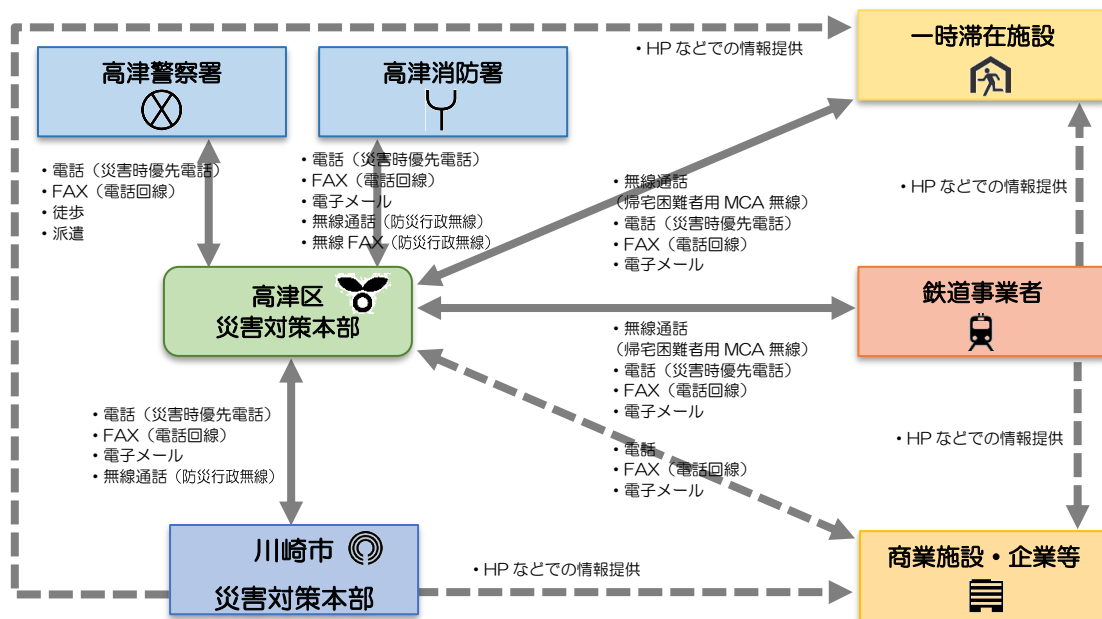 ・HPなどでの情報提供
一時滞在施設
高津警察署
高津消防署
・電話（災害時優先電話）
・FAX（電話回線）
・徒歩
・派遣
・電話（災害時優先電話）
・FAX（電話回線）
・電子メール
・無線通話（防災行政無線）
・無線FAX（防災行政無線）
・無線通話
（帰宅困難者用MCA無線）
・電話（災害時優先電話）
・FAX（電話回線）
・電子メール
・HPなどでの情報提供
高津区
災害対策本部
鉄道事業者
・無線通話
（帰宅困難者用MCA無線）
・電話（災害時優先電話）
・FAX（電話回線）
・電子メール
・電話（災害時優先電話）
・FAX（電話回線）
・電子メール
・無線通話（防災行政無線）
・電話
・FAX（電話回線）
・電子メール
・HPなどでの情報提供
川崎市
災害対策本部
・HPなどでの情報提供
商業施設・企業等